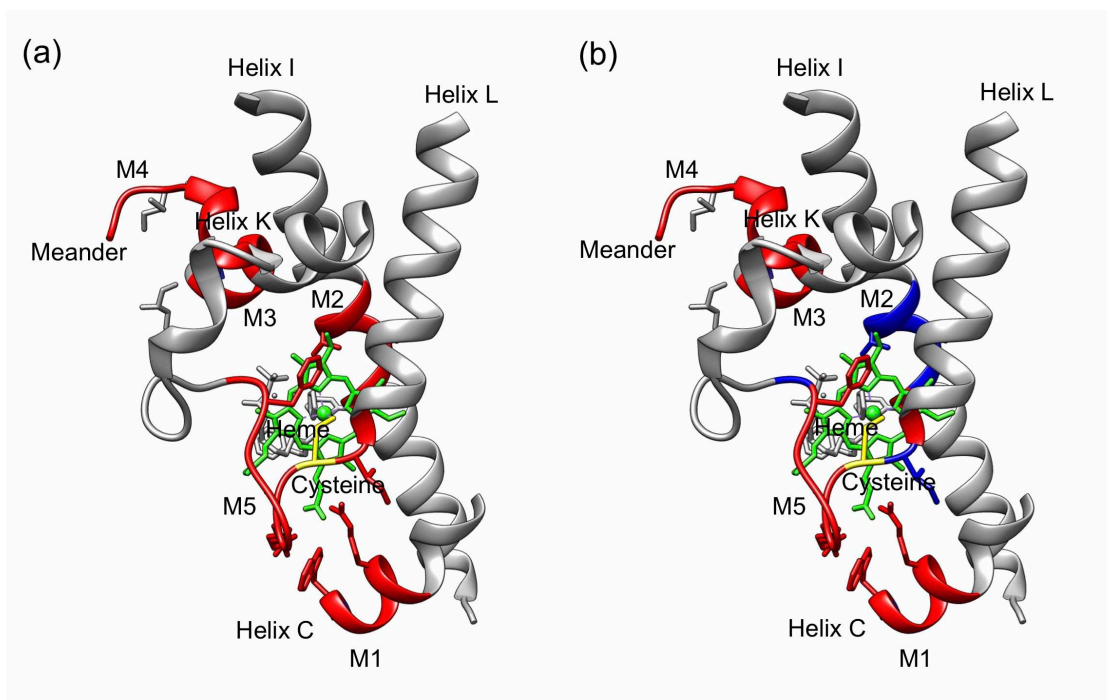 (a)
Helix I
Helix L
M4
Helix K
Meander
M3
M2
Heme
Cysteine
M5
Helix C
M1
(b)
Helix I
Helix L
M4
Helix K
Meander
M3
M2
Heme
Cysteine
M5
Helix C
M1